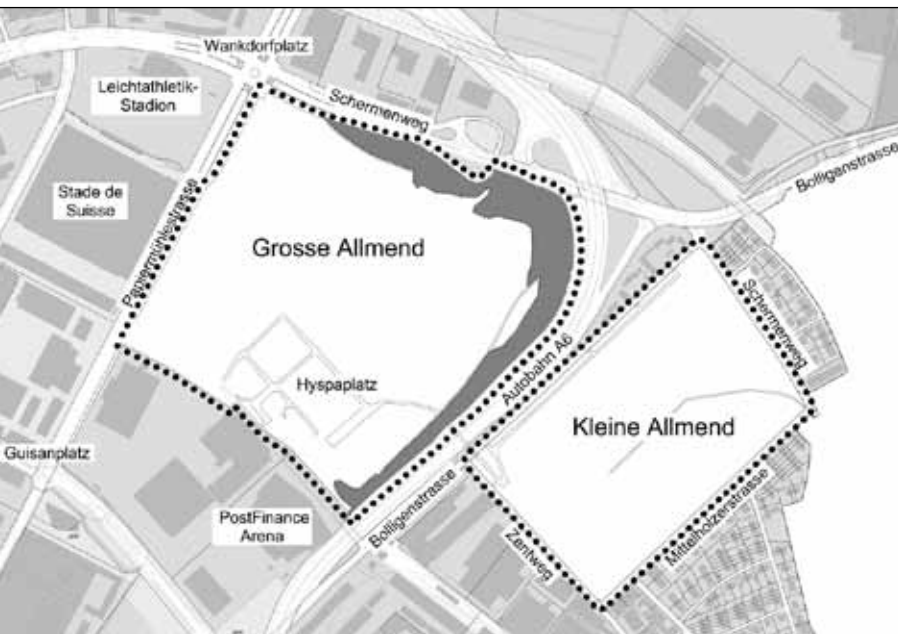 Wankdorfplatz
Leichtathletik-
Stadion
Schermenweg
Bolligenstrasse
Stade de
Suisse
Papiermühlestrasse
Grosse Allmend
Schermenweg
Autobahn A6
Hyspaplatz
Kleine Allmend
Guisanplatz
PostFinance
Arena
Bolligenstrasse
Zentweg
Mittelholzerstrasse